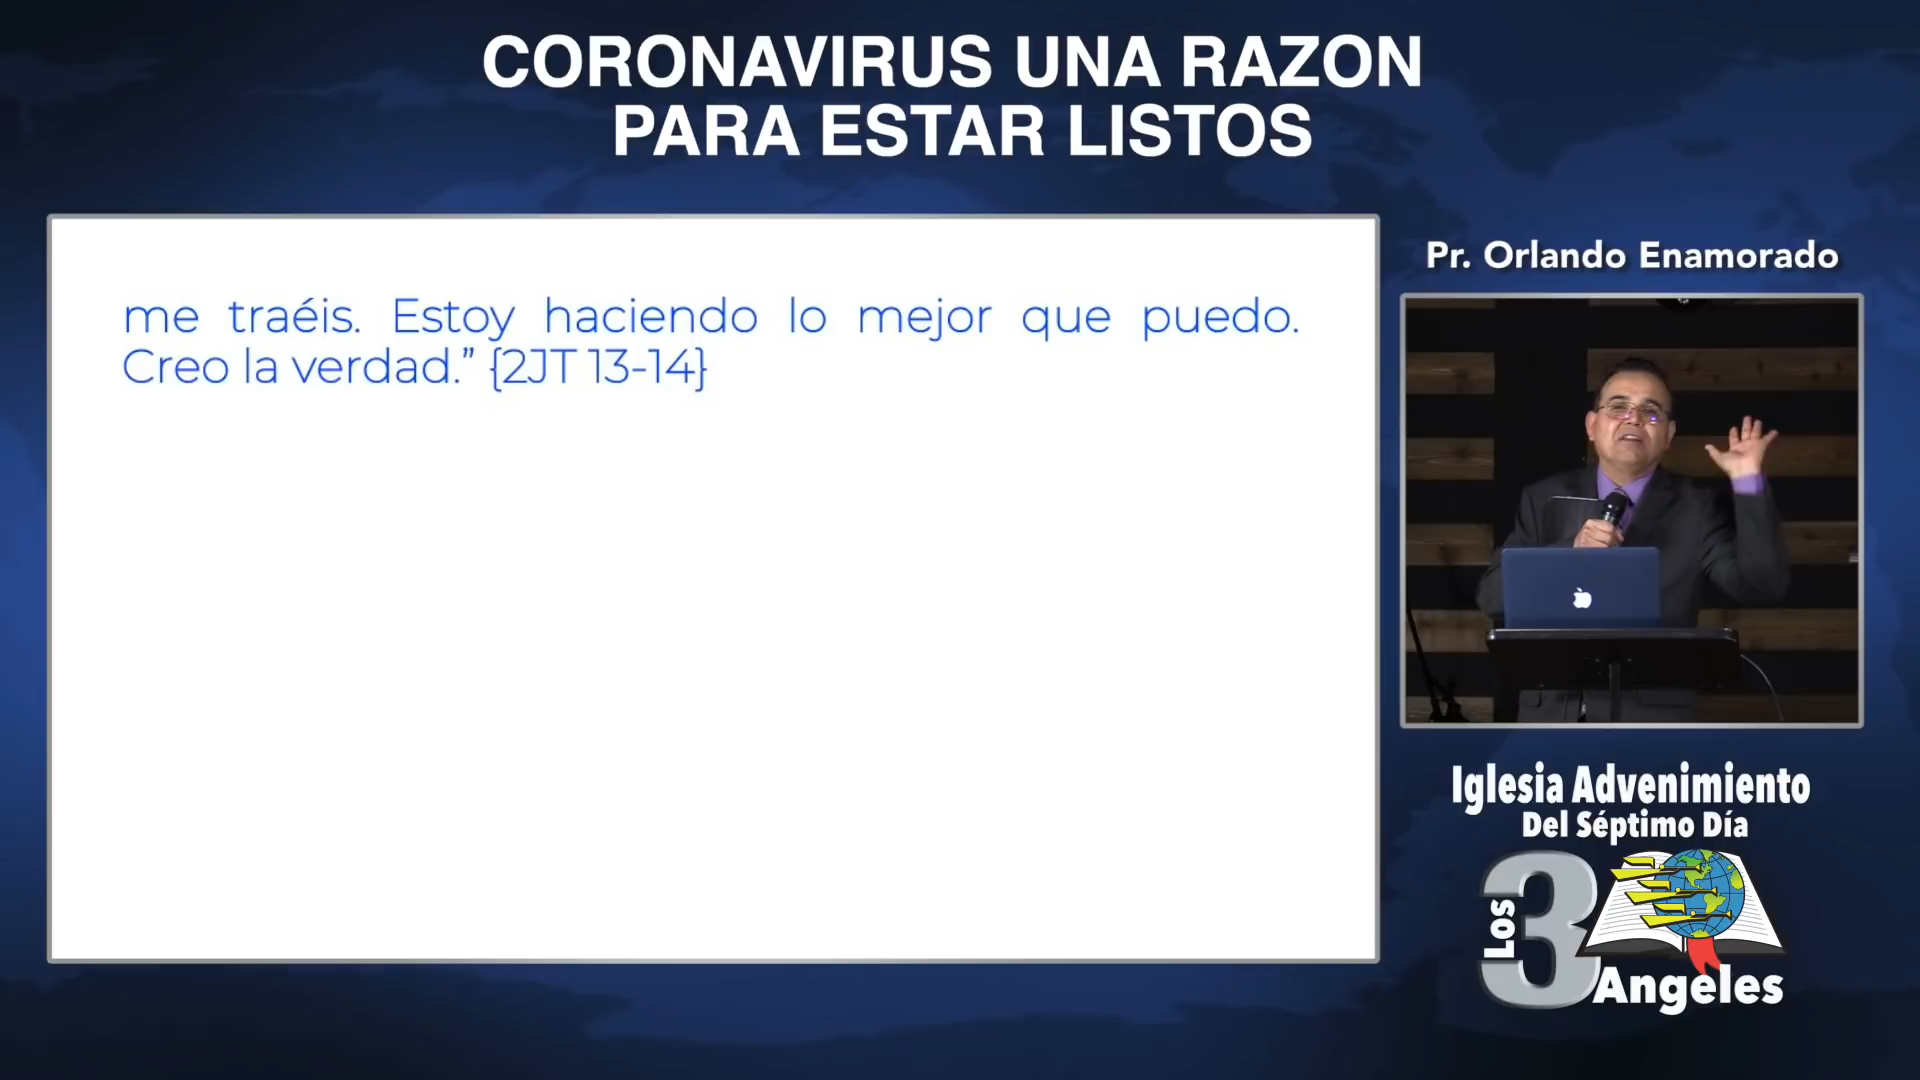 CORONAVIRUS UNA RAZON
PARA ESTAR LISTOS
me traéis. Estoy haciendo lo mejor que puedo.
Creo la verdad.” {2JT 13-14}
Pr. Orlando Enamorado
Iglesia Advenimiento
Del Séptimo Día
Los
3
Angeles